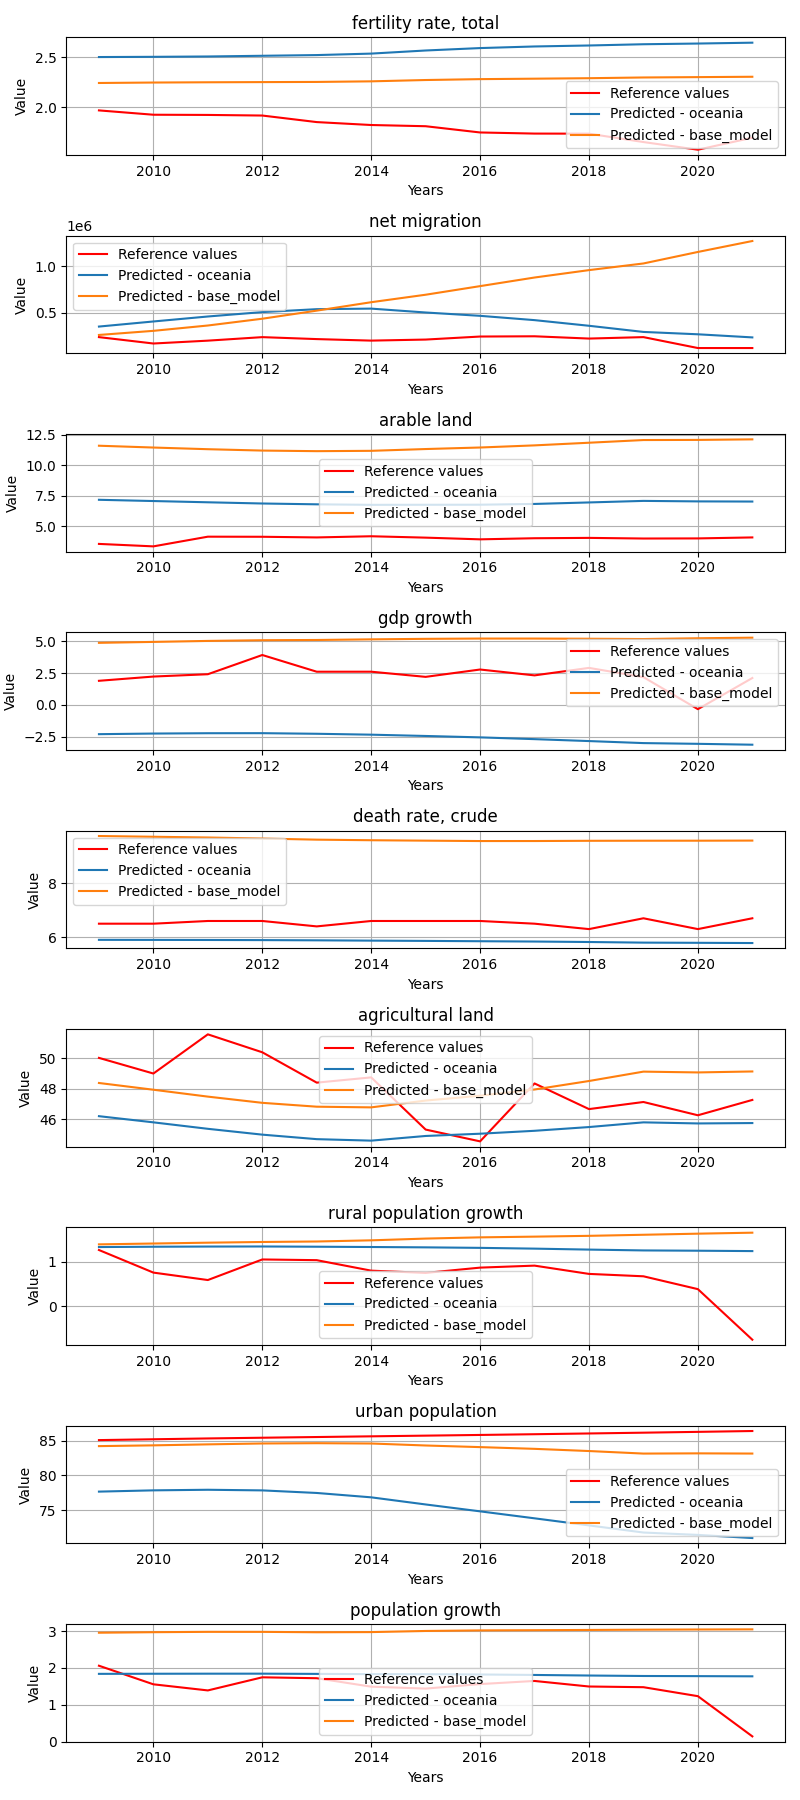 fertility rate, total
2.5
2.0
Value
Reference values
Predicted - oceania
Predicted - base_model
2010 2012 2014 2016 2018 2020
Years
net migration
1e6
1.0
0.5
Value
Reference values
Predicted - oceania
Predicted - base_model
2010 2012 2014 2016 2018 2020
Years
arable land
12.5
10.0
7.5
5.0
Value
Reference values
Predicted - oceania
Predicted - base_model
2010 2012 2014 2016 2018 2020
Years
gdp growth
5.0
2.5
0.0
−2.5
Value
Reference values
Predicted - oceania
Predicted - base_model
2010 2012 2014 2016 2018 2020
Years
death rate, crude
8
6
Value
Reference values
Predicted - oceania
Predicted - base_model
2010 2012 2014 2016 2018 2020
Years
agricultural land
50
48
46
Value
Reference values
Predicted - oceania
Predicted - base_model
2010 2012 2014 2016 2018 2020
Years
rural population growth
1
0
Value
Reference values
Predicted - oceania
Predicted - base_model
2010 2012 2014 2016 2018 2020
Years
urban population
85
80
75
Value
Reference values
Predicted - oceania
Predicted - base_model
2010 2012 2014 2016 2018 2020
Years
population growth
3
2
1
0
Value
Reference values
Predicted - oceania
Predicted - base_model
2010 2012 2014 2016 2018 2020
Years